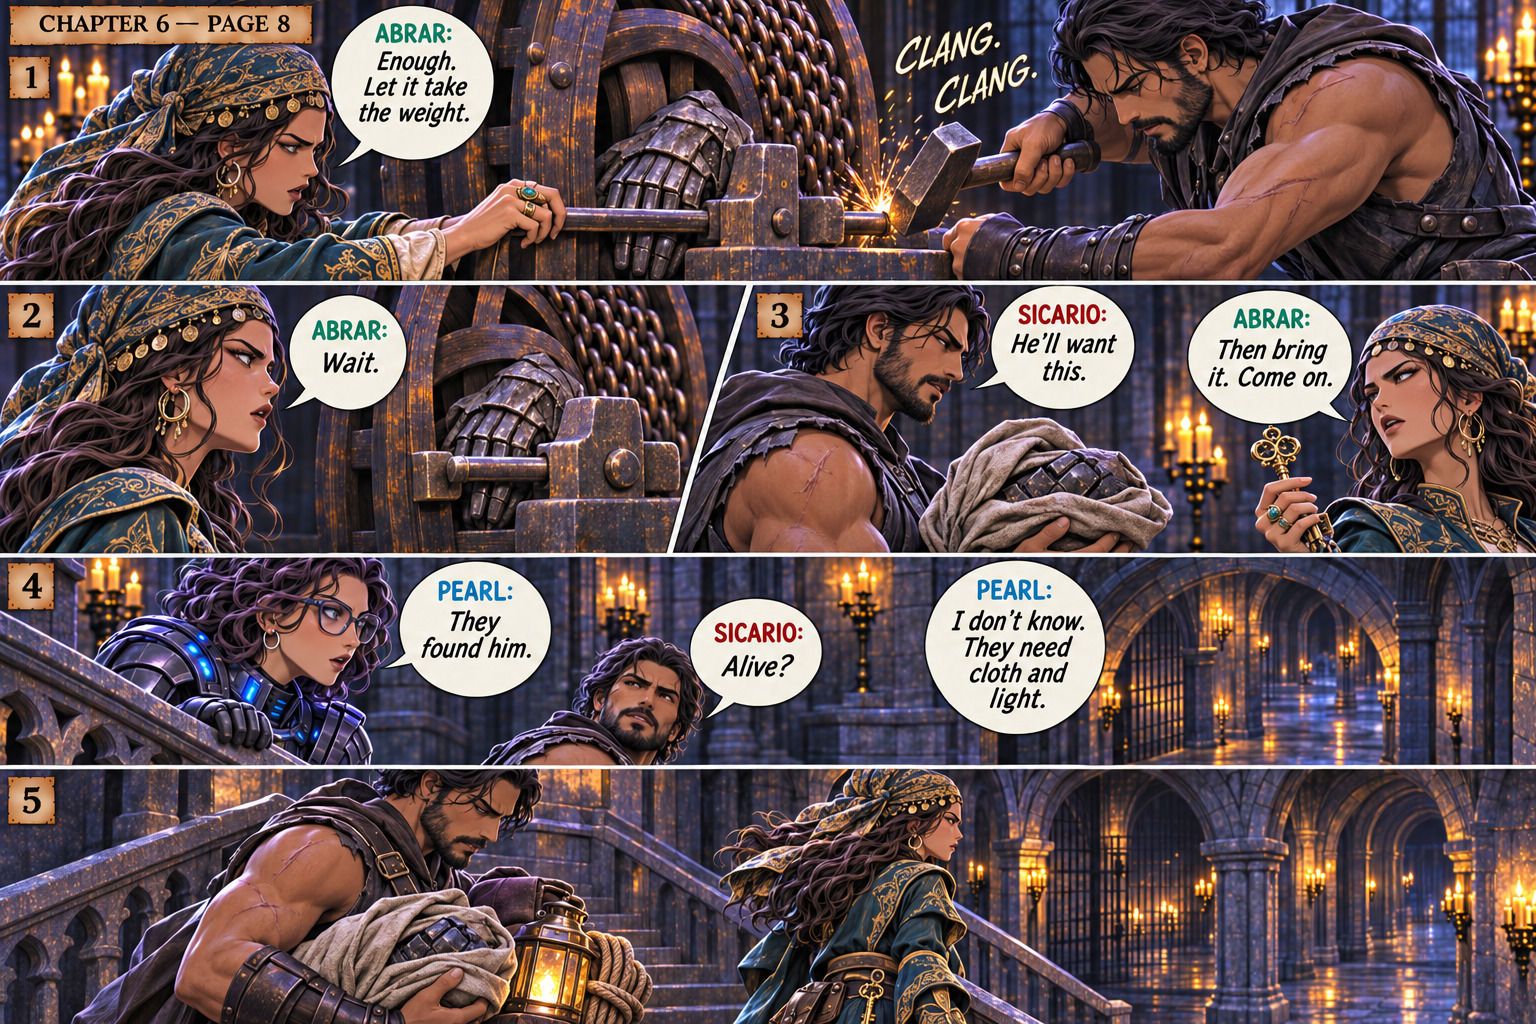 CHAPTER 6 — PAGE 8
1
ABRAR:
Enough.
Let it take
the weight.
CLANG.
CLANG.
2
ABRAR:
Wait.
3
SICARIO:
He'll want
this.
ABRAR:
Then bring
it. Come on.
4
PEARL:
They
found him.
SICARIO:
Alive?
PEARL:
I don't know.
They need
cloth and
light.
5